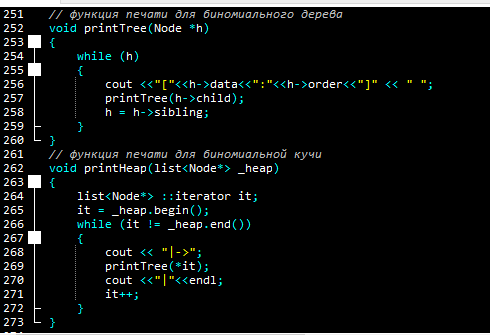 251 // функция печати для биномиального дерева
252 void printTree(Node *h)
253 {
254 while (h)
255 {
256 cout <<"["<<h->data<<":"<<h->order<<"]" << " ";
257 printTree(h->child);
258 h = h->sibling;
259 }
260 }
261 // функция печати для биномиальной кучи
262 void printHeap(list<Node*> _heap)
263 {
264 list<Node*> ::iterator it;
265 it = _heap.begin();
266 while (it != _heap.end())
267 {
268 cout << "|->";
269 printTree(*it);
270 cout <<"|"<<endl;
271 it++;
272 }
273 }